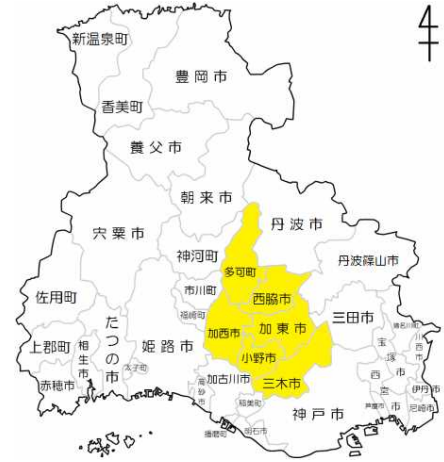 新温泉町
豊岡市
香美町
養父市
朝来市
丹波市
宍粟市
神河町
丹波篠山市
多可町
市川町
佐用町
西脇市
三田市
福崎町
猪名川町
加西市
加東市
宝塚市
川西市
上郡町
相生市
たつの市
姫路市
小野市
西宮市
伊丹市
太子町
赤穂市
加古川市
三木市
芦屋市
尼崎市
高砂市
稲美町
神戸市
播磨町
明石市